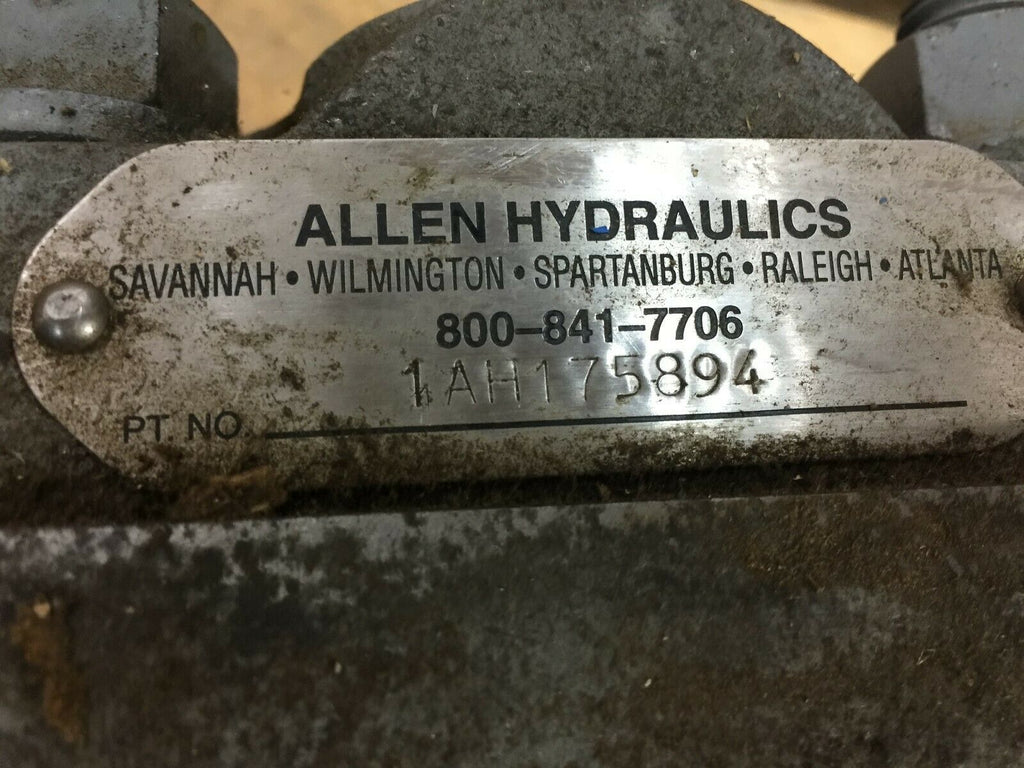 ALLEN HYDRAULICS
SAVANNAH • WILMINGTON • SPARTANBURG • RALEIGH • ATLANTA
800-841-7706
1AH175894
PT. NO.